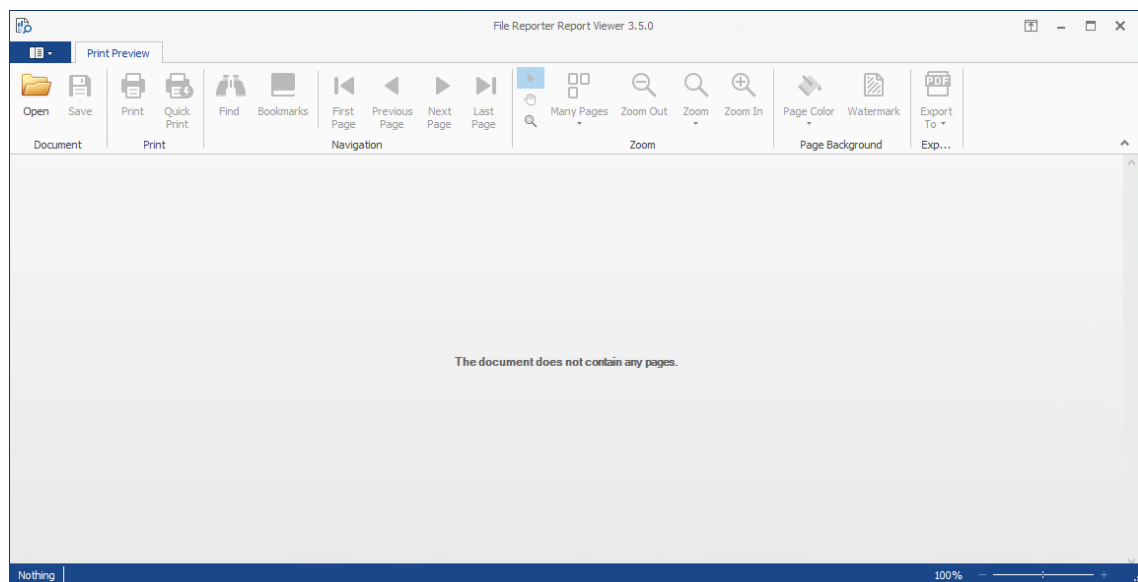 File Reporter Report Viewer 3.5.0
Print Preview
Open
Save
Print
Quick
Print
Find
Bookmarks
First
Page
Previous
Page
Next
Page
Last
Page
Many Pages
Zoom Out
Zoom
Zoom In
Page Color
Watermark
PDF
Export
To
Document
Print
Navigation
Zoom
Page Background
Exp...
The document does not contain any pages.
Nothing
100%